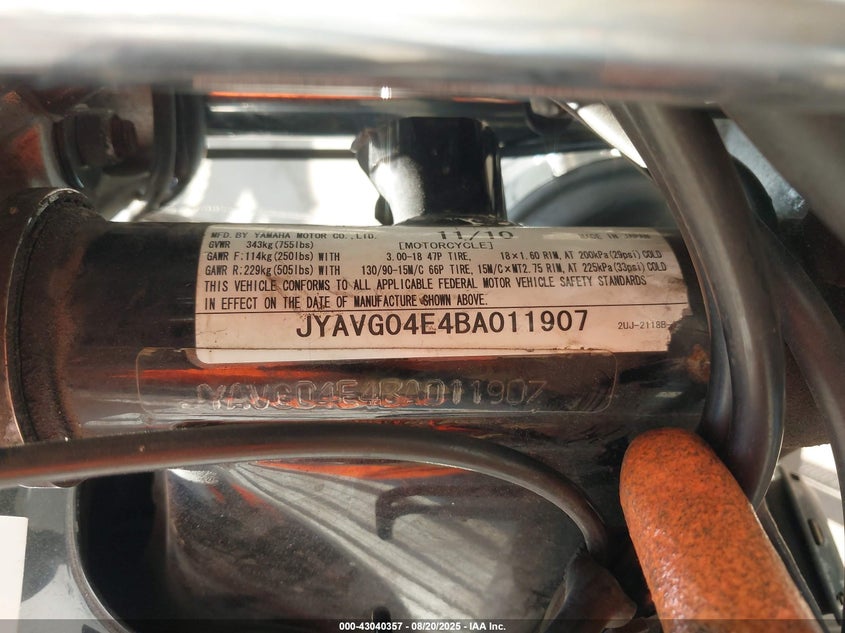 MFD. BY YAMAHA MOTOR CO.,LTD. 11/10 MADE IN JAPAN
GVWR 343kg(755lbs) [MOTORCYCLE]
GAWR F.:114kg(250lbs) WITH 3.00-18 47P TIRE, 18x1.60 RIM, AT 200kPa(29psi) COLD
GAWR R.:229kg(505lbs) WITH 130/90-15M/C 66P TIRE, 15M/C×MT2.75 RIM, AT 225kPa(33psi) COLD
THIS VEHICLE CONFORMS TO ALL APPLICABLE FEDERAL MOTOR VEHICLE SAFETY STANDARDS
IN EFFECT ON THE DATE OF MANUFACTURE SHOWN ABOVE.
JYAVG04E4BA011907
2UJ-2118B-
JYAVG04E4BA011907
000-43040357 - 08/20/2025 - IAA Inc.